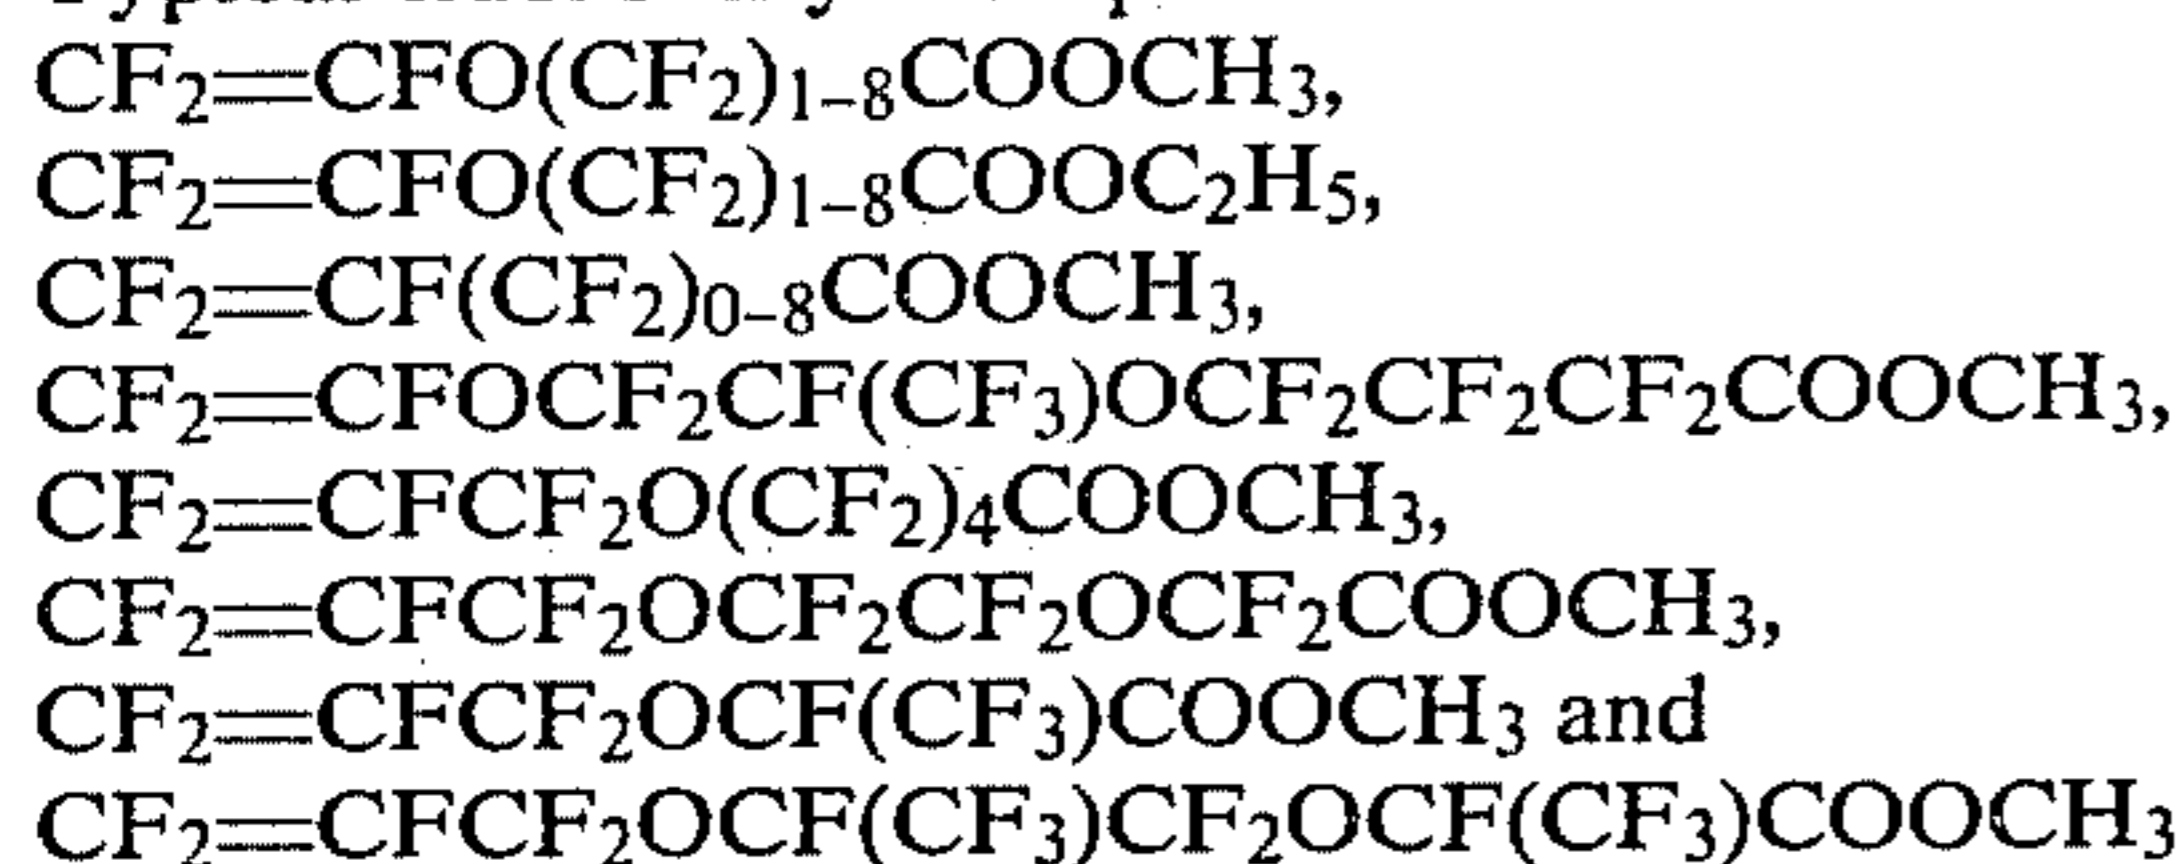 CF₂=CFO(CF₂)₁₋₈COOCH₃,
CF₂=CFO(CF₂)₁₋₈COOC₂H₅,
CF₂=CF(CF₂)₀₋₈COOCH₃,
CF₂=CFOCF₂CF(CF₃)OCF₂CF₂CF₂COOCH₃,
CF₂=CFCF₂O(CF₂)₄COOCH₃,
CF₂=CFCF₂OCF₂CF₂OCF₂COOCH₃,
CF₂=CFCF₂OCF(CF₃)COOCH₃ and
CF₂=CFCF₂OCF(CF₃)CF₂OCF(CF₃)COOCH₃